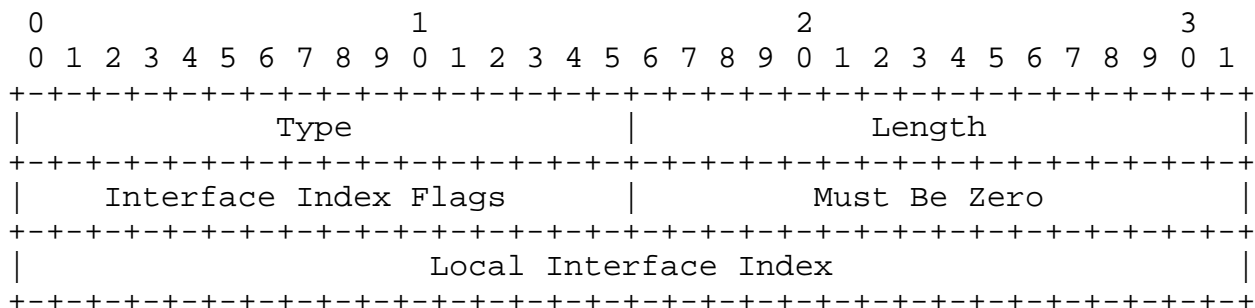 0                   1                   2                   3
 0 1 2 3 4 5 6 7 8 9 0 1 2 3 4 5 6 7 8 9 0 1 2 3 4 5 6 7 8 9 0 1
+-+-+-+-+-+-+-+-+-+-+-+-+-+-+-+-+-+-+-+-+-+-+-+-+-+-+-+-+-+-+-+-+
|             Type              |            Length             |
+-+-+-+-+-+-+-+-+-+-+-+-+-+-+-+-+-+-+-+-+-+-+-+-+-+-+-+-+-+-+-+-+
|    Interface Index Flags      |         Must Be Zero          |
+-+-+-+-+-+-+-+-+-+-+-+-+-+-+-+-+-+-+-+-+-+-+-+-+-+-+-+-+-+-+-+-+
|                     Local Interface Index                     |
+-+-+-+-+-+-+-+-+-+-+-+-+-+-+-+-+-+-+-+-+-+-+-+-+-+-+-+-+-+-+-+-+